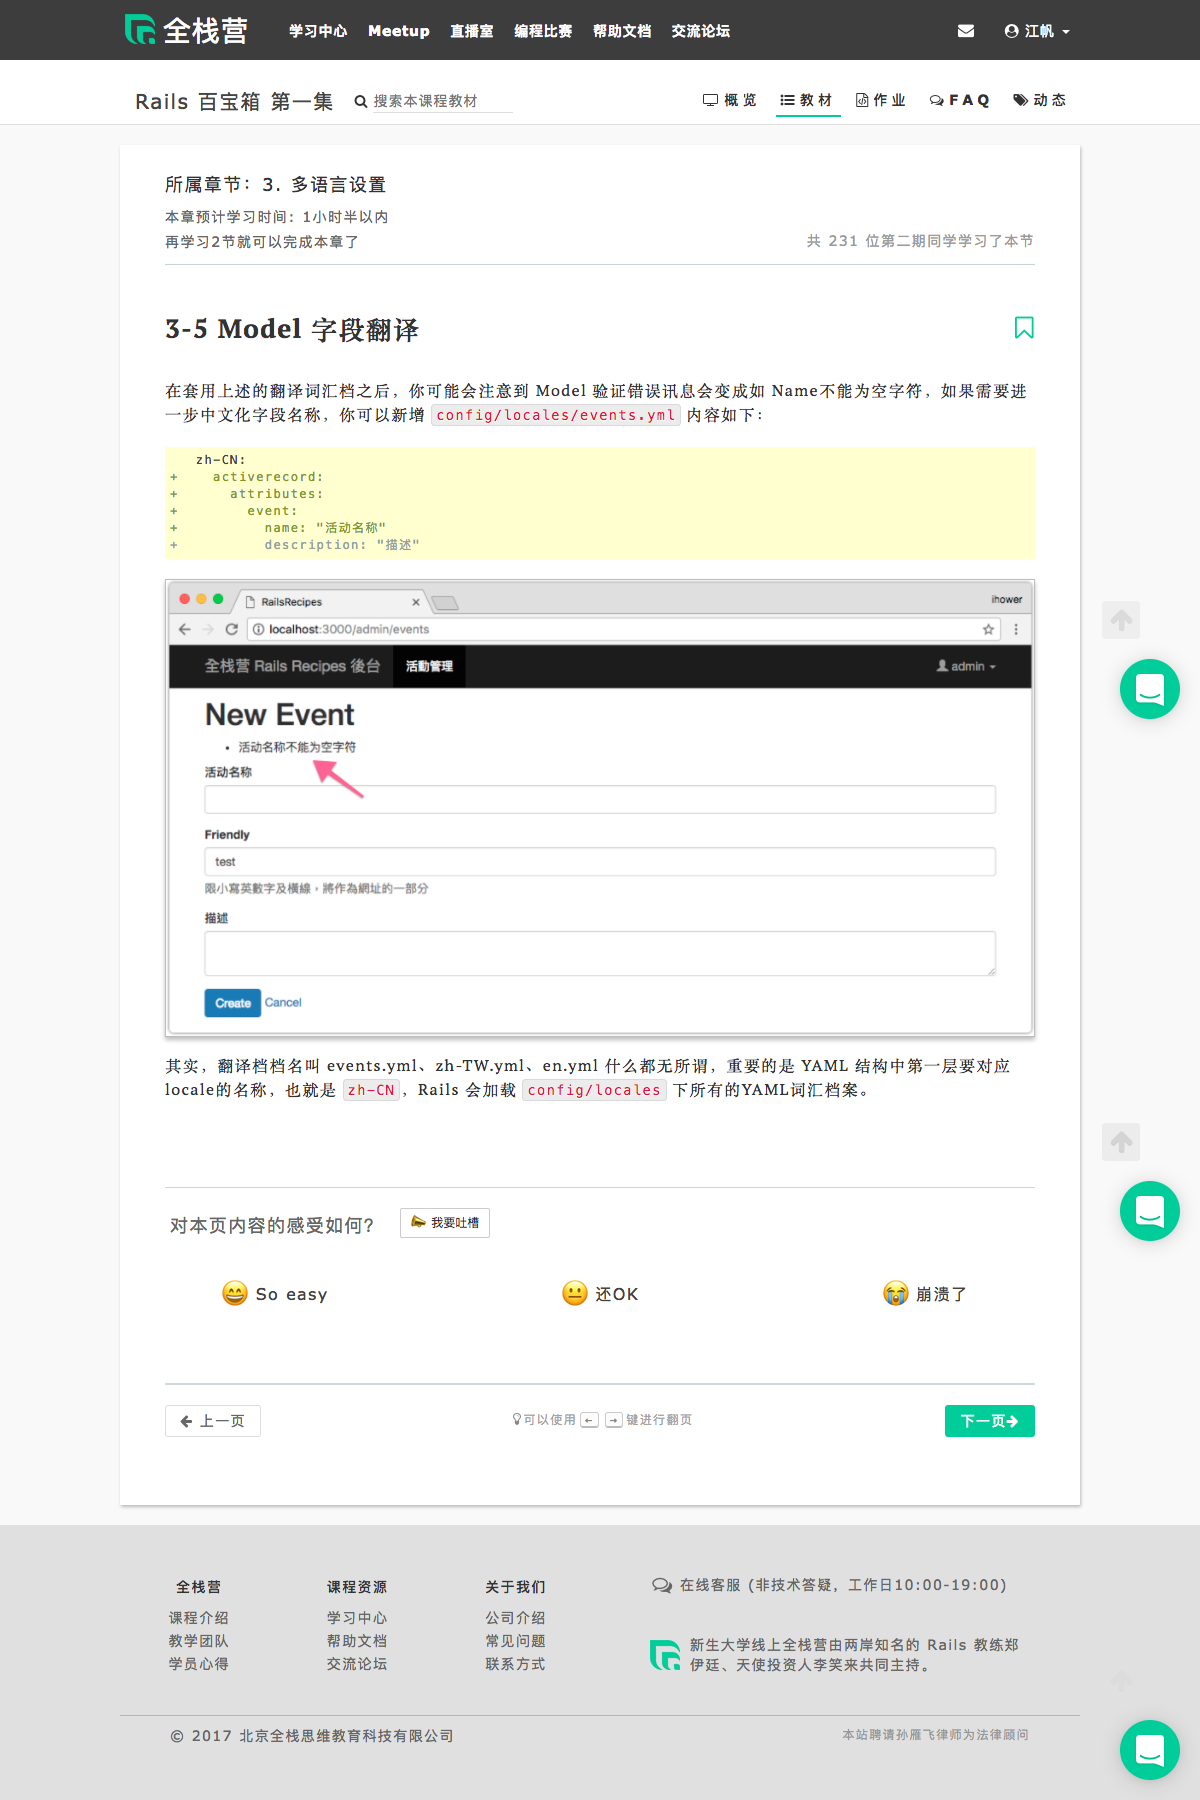 全栈营 学习中心 Meetup 直播室 编程比赛 帮助文档 交流论坛 江帆
Rails 百宝箱 第一集 搜索本课程教材 概览 教材 作业 FAQ 动态
所属章节：3. 多语言设置
本章预计学习时间：1小时半以内
再学习2节就可以完成本章了 共 231 位第二期同学学习了本节
3-5 Model 字段翻译
在套用上述的翻译词汇档之后，你可能会注意到 Model 验证错误讯息会变成如 Name不能为空字符，如果需要进
一步中文化字段名称，你可以新增 config/locales/events.yml 内容如下：
zh-CN:
+ activerecord:
+ attributes:
+ event:
+ name: "活动名称"
+ description: "描述"
RailsRecipes ihower
localhost:3000/admin/events
全栈营 Rails Recipes 後台 活動管理 admin
New Event
• 活动名称不能为空字符
活动名称
Friendly
test
限小寫英數字及橫線，將作為網址的一部分
描述
Create Cancel
其实，翻译档档名叫 events.yml、zh-TW.yml、en.yml 什么都无所谓，重要的是 YAML 结构中第一层要对应
locale的名称，也就是 zh-CN，Rails 会加载 config/locales 下所有的YAML词汇档案。
对本页内容的感受如何？ 我要吐槽
So easy 还OK 崩溃了
上一页 可以使用 ← → 键进行翻页 下一页
全栈营 课程资源 关于我们 在线客服 (非技术答疑，工作日10:00-19:00)
课程介绍 学习中心 公司介绍
教学团队 帮助文档 常见问题 新生大学线上全栈营由两岸知名的 Rails 教练郑
学员心得 交流论坛 联系方式 伊廷、天使投资人李笑来共同主持。
© 2017 北京全栈思维教育科技有限公司 本站聘请孙雁飞律师为法律顾问